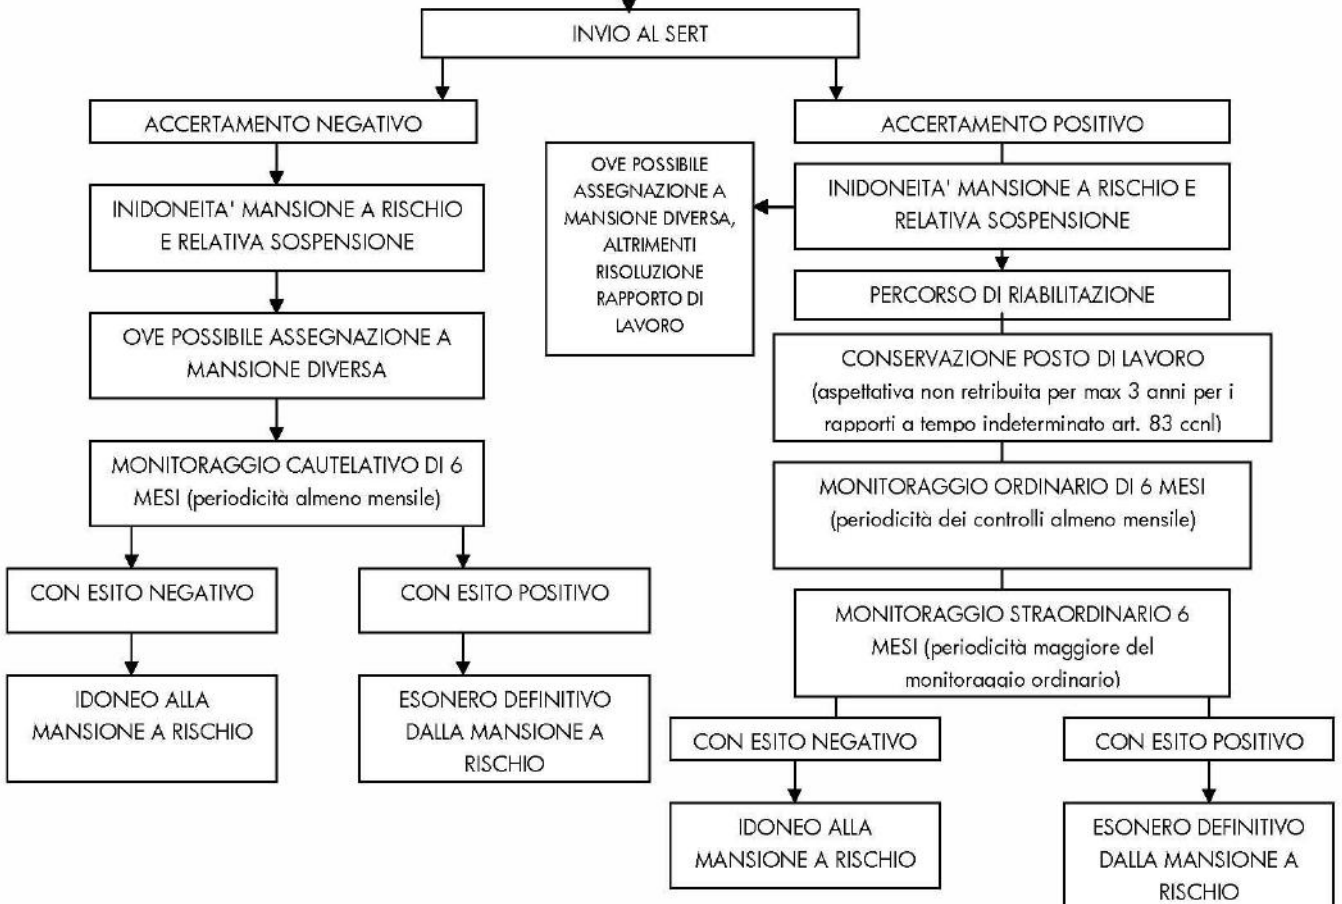 INVIO AL SERT
ACCERTAMENTO NEGATIVO
INIDONEITA' MANSIONE A RISCHIO
E RELATIVA SOSPENSIONE
OVE POSSIBILE ASSEGNAZIONE A
MANSIONE DIVERSA
MONITORAGGIO CAUTELATIVO DI 6
MESI (periodicità almeno mensile)
CON ESITO NEGATIVO
IDONEO ALLA
MANSIONE A RISCHIO
CON ESITO POSITIVO
ESONERO DEFINITIVO
DALLA MANSIONE A
RISCHIO
ACCERTAMENTO POSITIVO
INIDONEITA' MANSIONE A RISCHIO E
RELATIVA SOSPENSIONE
OVE POSSIBILE
ASSEGNAZIONE A
MANSIONE DIVERSA,
ALTRIMENTI
RISOLUZIONE
RAPPORTO DI
LAVORO
PERCORSO DI RIABILITAZIONE
CONSERVAZIONE POSTO DI LAVORO
(aspettativa non retribuita per max 3 anni per i
rapporti a tempo indeterminato art. 83 ccnl)
MONITORAGGIO ORDINARIO DI 6 MESI
(periodicità dei controlli almeno mensile)
MONITORAGGIO STRAORDINARIO 6
MESI (periodicità maggiore del
monitoraggio ordinario)
CON ESITO NEGATIVO
IDONEO ALLA
MANSIONE A RISCHIO
CON ESITO POSITIVO
ESONERO DEFINITIVO
DALLA MANSIONE A
RISCHIO